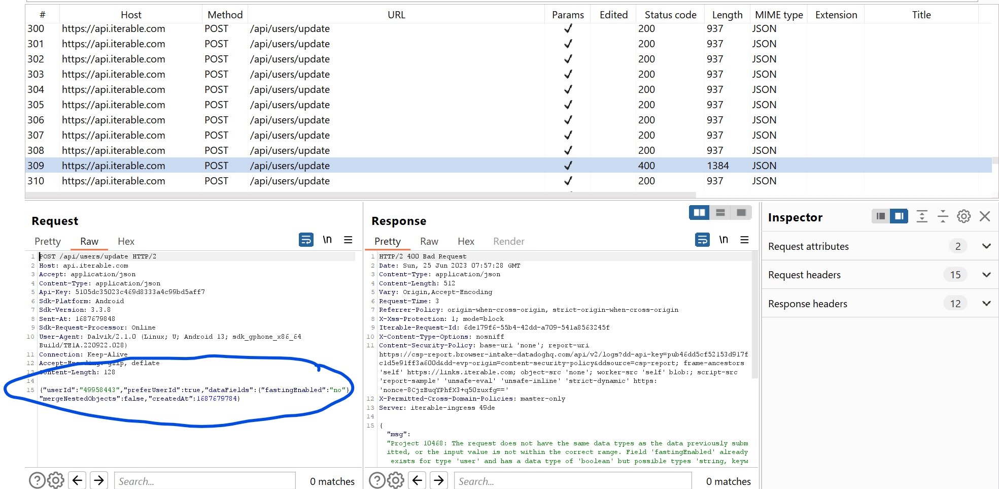 # Host Method URL Params Edited Status code Length MIME type Extension Title
300 https://api.iterable.com POST /api/users/update ✓ 200 937 JSON
301 https://api.iterable.com POST /api/users/update ✓ 200 937 JSON
302 https://api.iterable.com POST /api/users/update ✓ 200 937 JSON
303 https://api.iterable.com POST /api/users/update ✓ 200 937 JSON
304 https://api.iterable.com POST /api/users/update ✓ 200 937 JSON
305 https://api.iterable.com POST /api/users/update ✓ 200 937 JSON
306 https://api.iterable.com POST /api/users/update ✓ 200 937 JSON
307 https://api.iterable.com POST /api/users/update ✓ 200 937 JSON
308 https://api.iterable.com POST /api/users/update ✓ 200 937 JSON
309 https://api.iterable.com POST /api/users/update ✓ 400 1384 JSON
310 https://api.iterable.com POST /api/users/update ✓ 200 937 JSON
Request
Pretty Raw Hex \n
1 POST /api/users/update HTTP/2
2 Host: api.iterable.com
3 Accept: application/json
4 Content-Type: application/json
5 Api-Key: 5105dc35023c469d8333a4c99bd5aff7
6 Sdk-Platform: Android
7 Sdk-Version: 3.3.8
8 Sent-At: 1687679848
9 Sdk-Request-Processor: Online
10 User-Agent: Dalvik/2.1.0 (Linux; U; Android 13; sdk_gphone_x86_64
Build/TE1A.220922.028)
11 Connection: Keep-Alive
12 Accept-Encoding: gzip, deflate
13 Content-Length: 128
14
15 {"userId":"49958443","preferUserId":true,"dataFields":{"fastingEnabled":"no"}
"mergeNestedObjects":false,"createdAt":1687679784}
Search... 0 matches
Response
Pretty Raw Hex Render \n
1 HTTP/2 400 Bad Request
2 Date: Sun, 25 Jun 2023 07:57:28 GMT
3 Content-Type: application/json
4 Content-Length: 512
5 Vary: Origin,Accept-Encoding
6 Request-Time: 3
7 Referrer-Policy: origin-when-cross-origin, strict-origin-when-cross-origin
8 X-Xss-Protection: 1; mode=block
9 Iterable-Request-Id: 6de179f6-55b4-42dd-a709-541a8563245f
10 X-Content-Type-Options: nosniff
11 Content-Security-Policy: base-uri 'none'; report-uri
https://csp-report.browser-intake-datadoghq.com/api/v2/logs?dd-api-key=pub46dd5cf52153d917f
c1d5e91ff3a600d&dd-evp-origin=content-security-policy&ddsource=csp-report; frame-ancestors
'self' https://links.iterable.com; object-src 'none'; worker-src 'self' blob:; script-src
'report-sample' 'unsafe-eval' 'unsafe-inline' 'strict-dynamic' https:
'nonce-8CjzBuqYPhfX3+q50zuxfg=='
12 X-Permitted-Cross-Domain-Policies: master-only
13 Server: iterable-ingress 49de
14
15 {
"msg":
"Project 10468: The request does not have the same data types as the data previously subm
itted, or the input value is not within the correct range. Field 'fastingEnabled' already
exists for type 'user' and has a data type of 'boolean' but possible types 'string, keyw
Search... 0 matches
Inspector
Request attributes 2
Request headers 15
Response headers 12